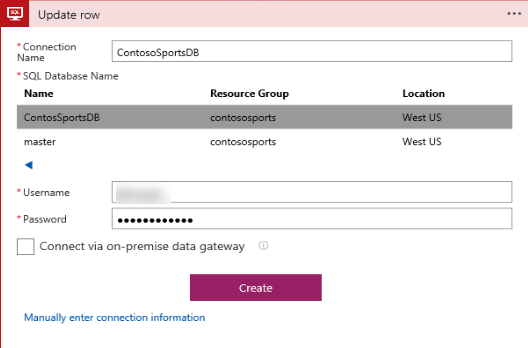 SQL Update row ...
* Connection Name ContosoSportsDB
* SQL Database Name
Name Resource Group Location
ContosSportsDB contososports West US
master contososports West US
* Username
* Password ••••••••••••
Connect via on-premise data gateway
Create
Manually enter connection information